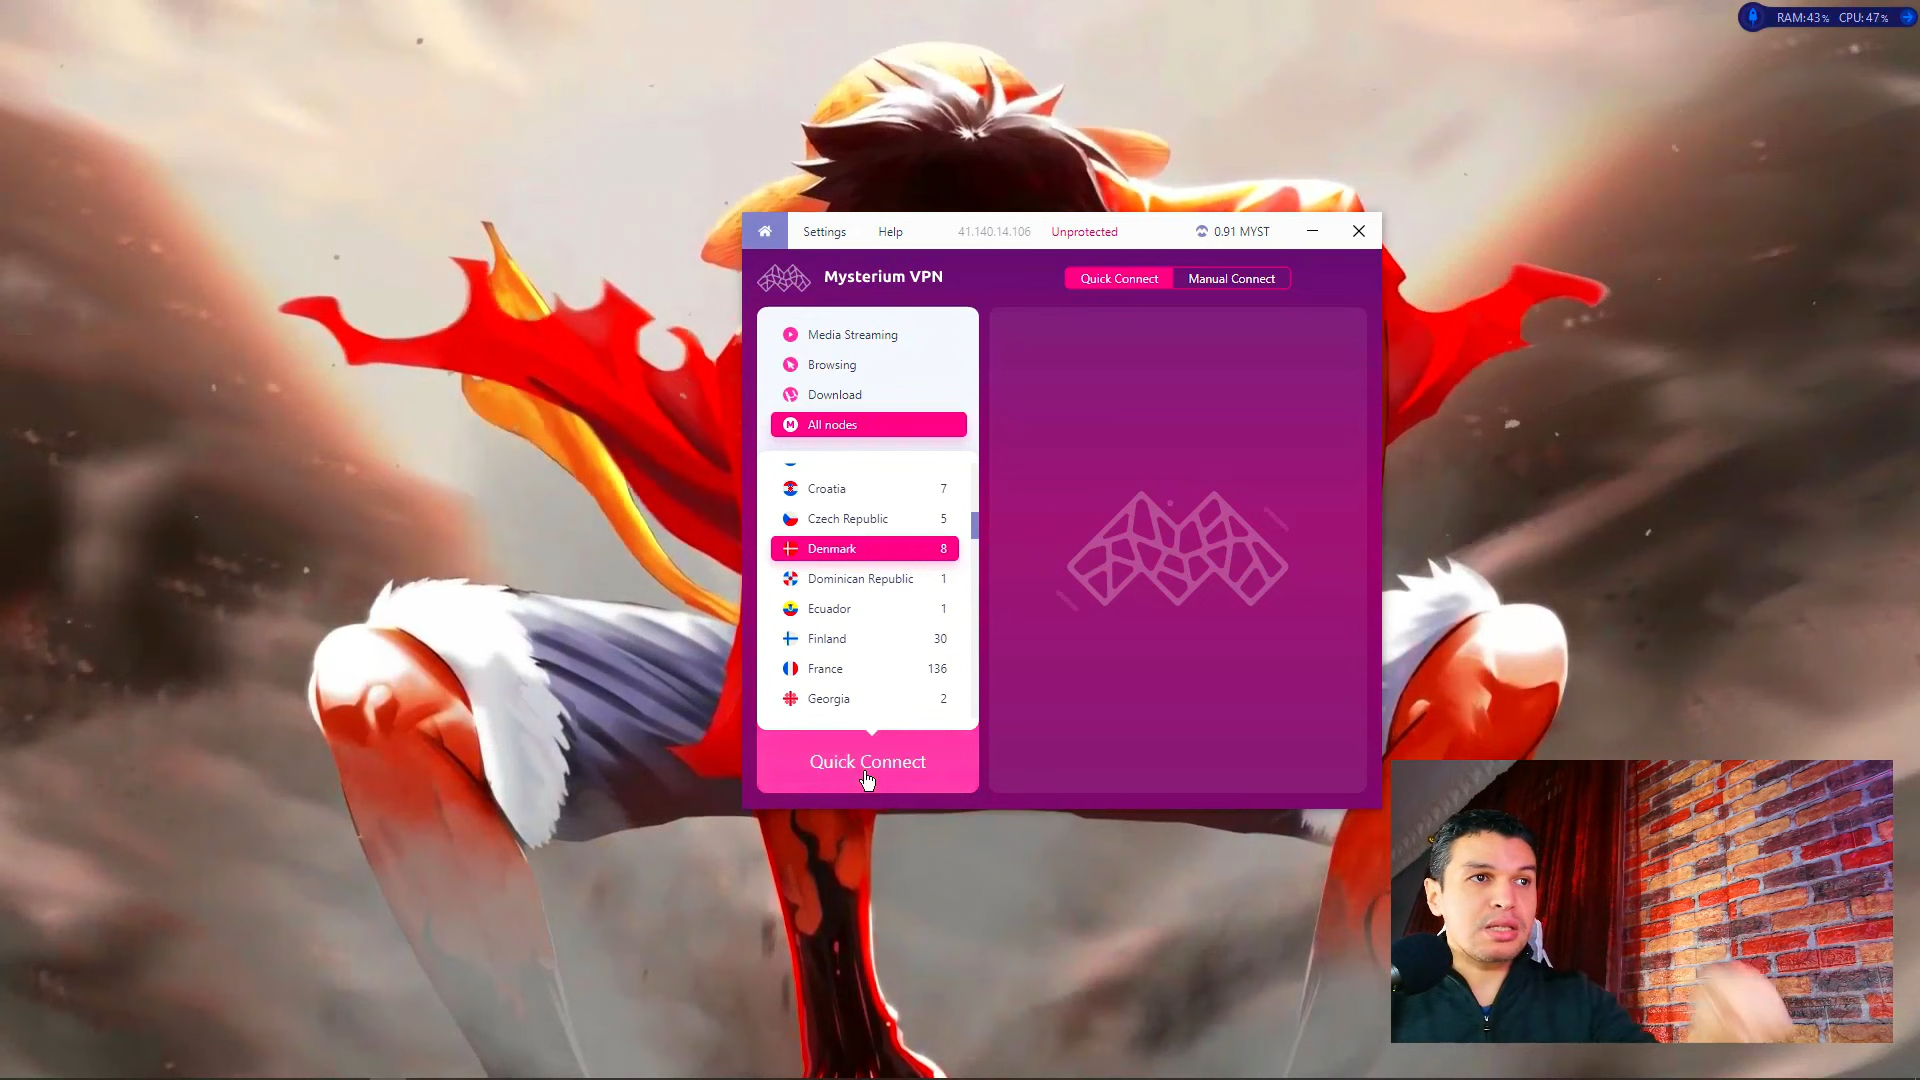 RAM:43% CPU:47%
Settings Help 41.140.14.106 Unprotected 0.91 MYST
Mysterium VPN Quick Connect Manual Connect
Media Streaming
Browsing
Download
M All nodes
Croatia 7
Czech Republic 5
Denmark 8
Dominican Republic 1
Ecuador 1
Finland 30
France 136
Georgia 2
Quick Connect